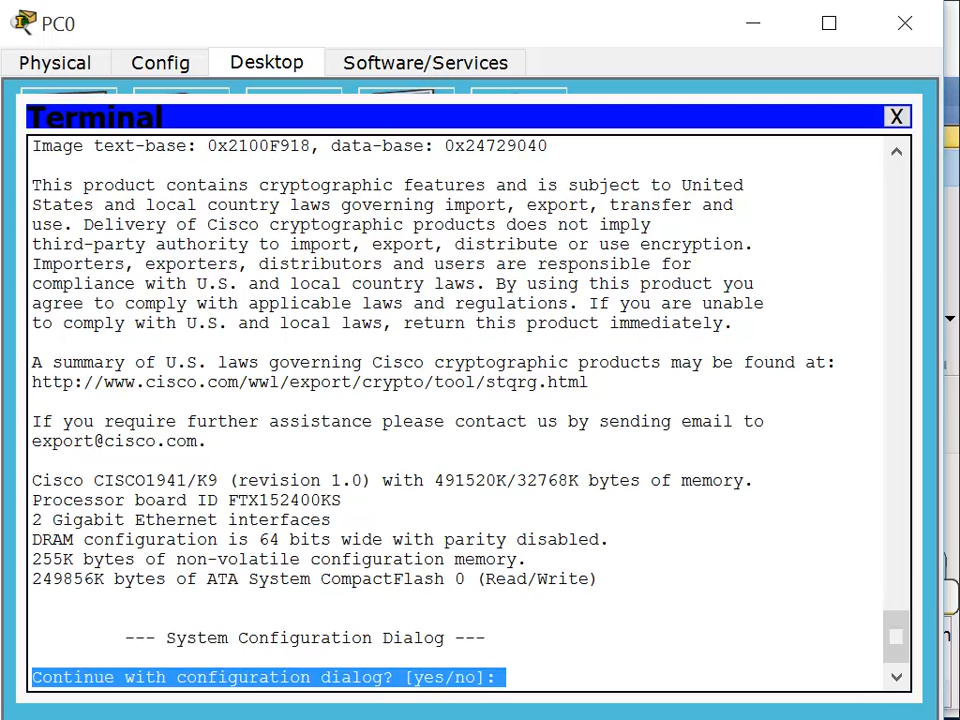 PC0
Physical Config Desktop Software/Services
Terminal X
Image text-base: 0x2100F918, data-base: 0x24729040
This product contains cryptographic features and is subject to United
States and local country laws governing import, export, transfer and
use. Delivery of Cisco cryptographic products does not imply
third-party authority to import, export, distribute or use encryption.
Importers, exporters, distributors and users are responsible for
compliance with U.S. and local country laws. By using this product you
agree to comply with applicable laws and regulations. If you are unable
to comply with U.S. and local laws, return this product immediately.
A summary of U.S. laws governing Cisco cryptographic products may be found at:
http://www.cisco.com/wwl/export/crypto/tool/stqrg.html
If you require further assistance please contact us by sending email to
export@cisco.com.
Cisco CISCO1941/K9 (revision 1.0) with 491520K/32768K bytes of memory.
Processor board ID FTX152400KS
2 Gigabit Ethernet interfaces
DRAM configuration is 64 bits wide with parity disabled.
255K bytes of non-volatile configuration memory.
249856K bytes of ATA System CompactFlash 0 (Read/Write)
--- System Configuration Dialog ---
Continue with configuration dialog? [yes/no]: